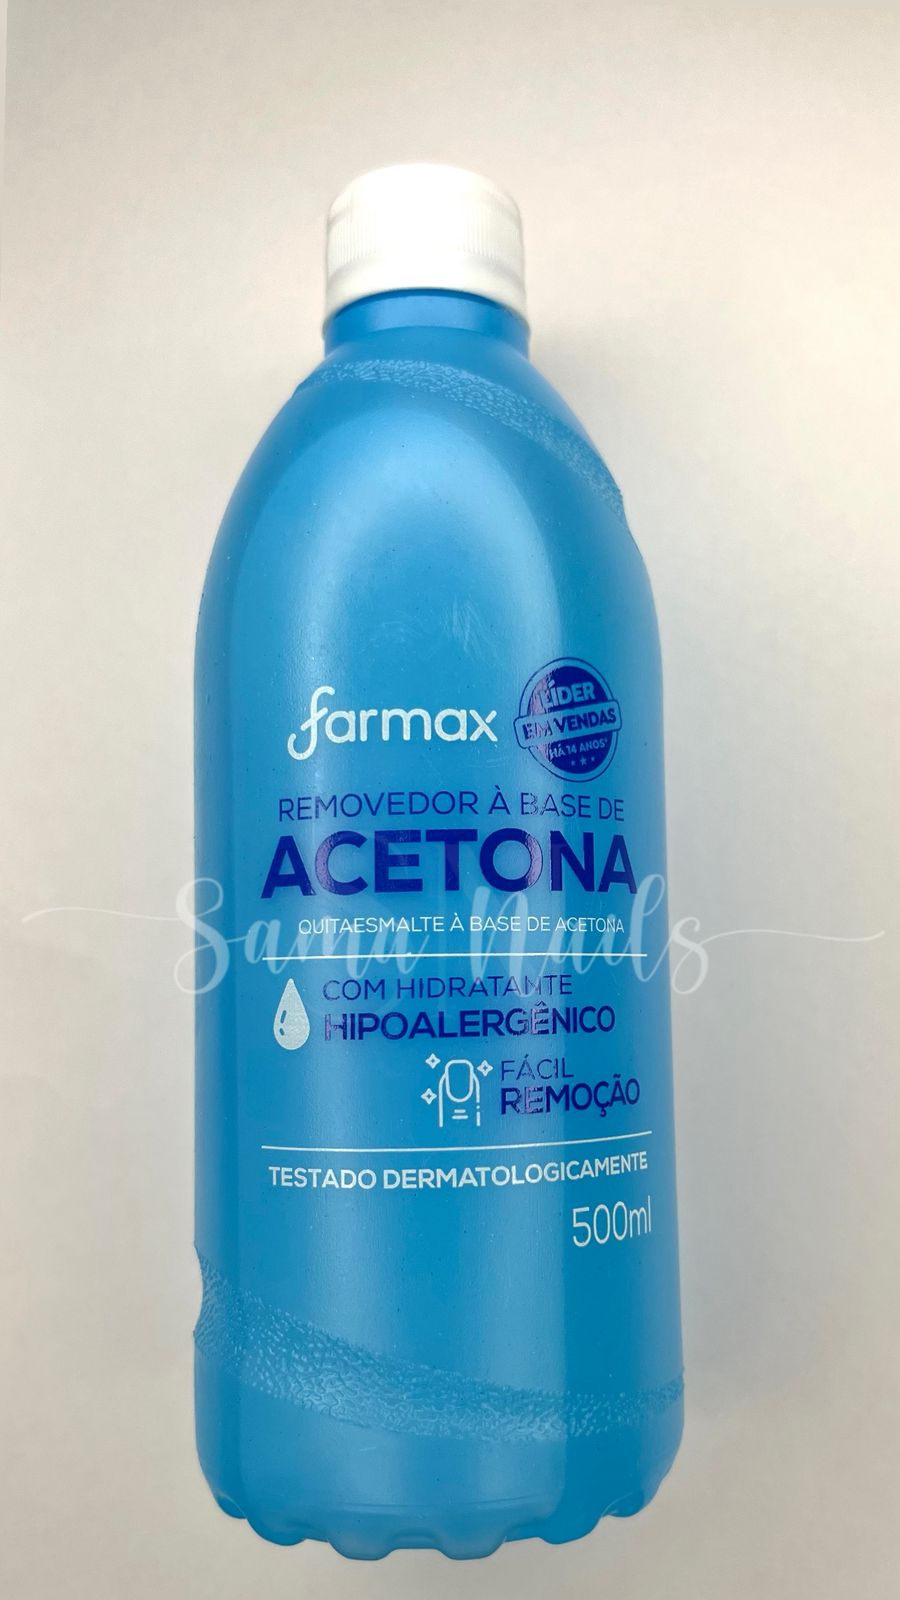 farmax
LÍDER
EM VENDAS
HÁ 14 ANOS*
REMOVEDOR À BASE DE
ACETONA
QUITAESMALTE À BASE DE ACETONA
Sama Nails
COM HIDRATANTE
HIPOALERGÊNICO
FÁCIL
REMOÇÃO
TESTADO DERMATOLOGICAMENTE
500ml